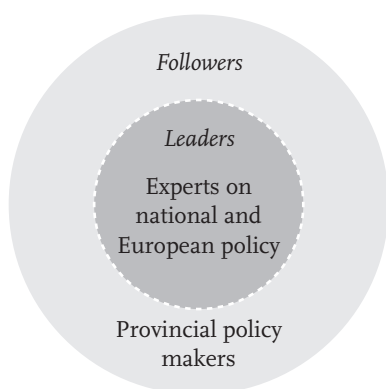 Followers
Leaders
Experts on
national and
European policy
Provincial policy
makers